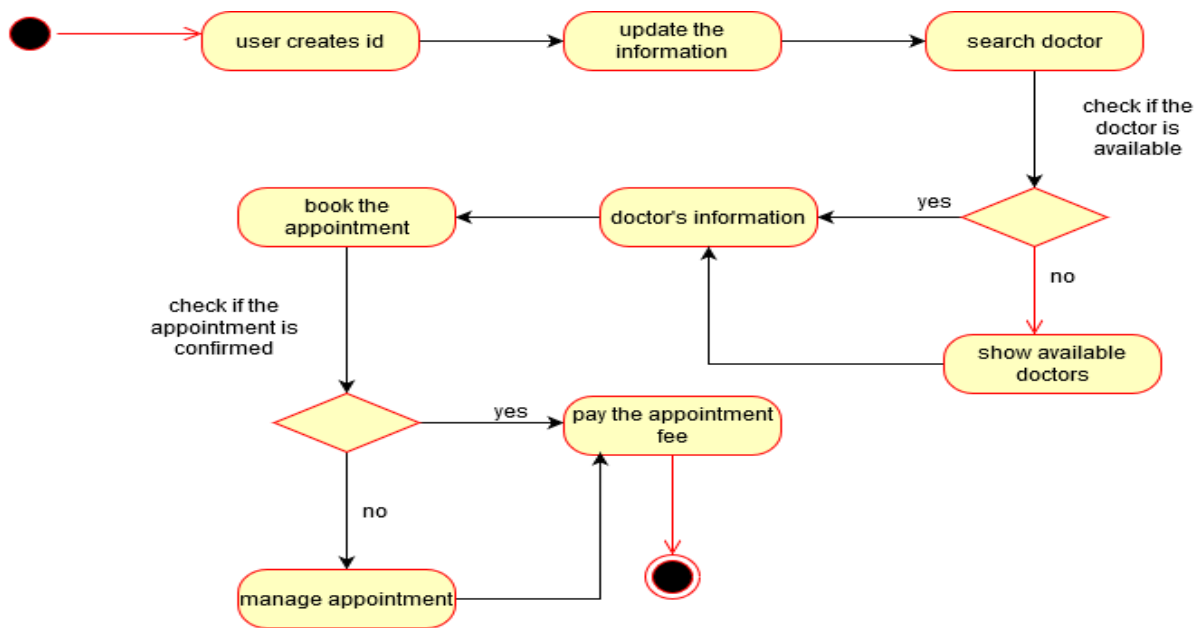 user creates id
update the
information
search doctor
check if the
doctor is
available
yes
doctor's information
book the
appointment
no
show available
doctors
check if the
appointment is
confirmed
yes
pay the appointment
fee
no
manage appointment